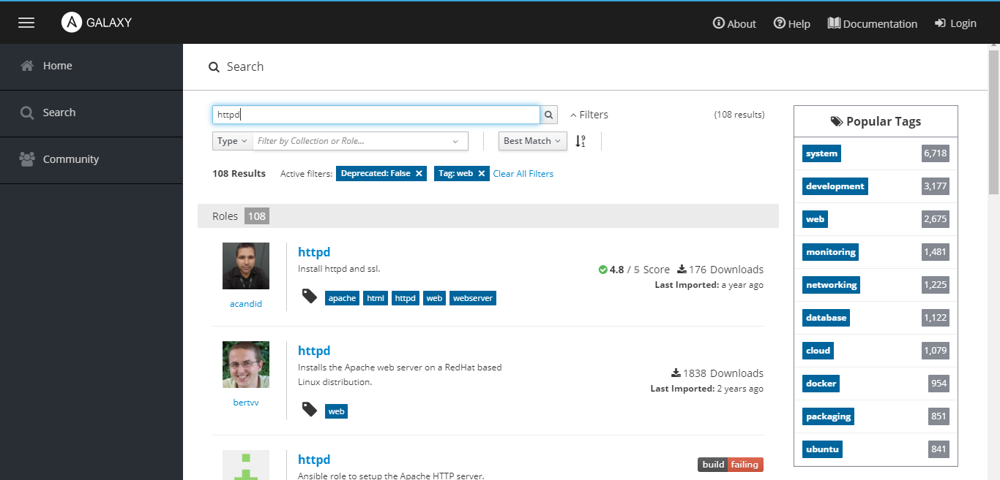 GALAXY
About
Help
Documentation
Login
Home
Search
Community
Search
httpd
Filters
(108 results)
Type
Filter by Collection or Role...
Best Match
108 Results
Active filters:
Deprecated: False ✕
Tag: web ✕
Clear All Filters
Roles 108
acandid
httpd
Install httpd and ssl.
apache html httpd web webserver
4.8 / 5 Score 176 Downloads
Last Imported: a year ago
bertvv
httpd
Installs the Apache web server on a RedHat based
Linux distribution.
web
1838 Downloads
Last Imported: 2 years ago
httpd
Ansible role to setup the Apache HTTP server.
build failing
Popular Tags
system 6,718
development 3,177
web 2,675
monitoring 1,481
networking 1,225
database 1,122
cloud 1,079
docker 954
packaging 851
ubuntu 841